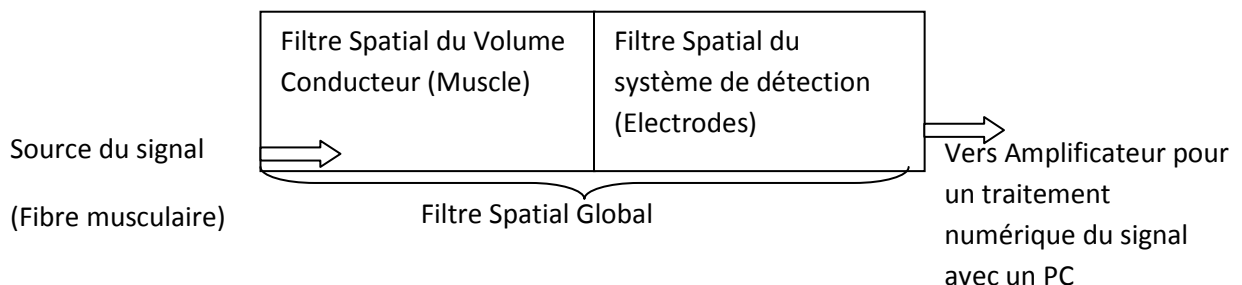 Filtre Spatial du Volume
Conducteur (Muscle)
Filtre Spatial du
système de détection
(Electrodes)
Source du signal
(Fibre musculaire)
Filtre Spatial Global
Vers Amplificateur pour
un traitement
numérique du signal
avec un PC